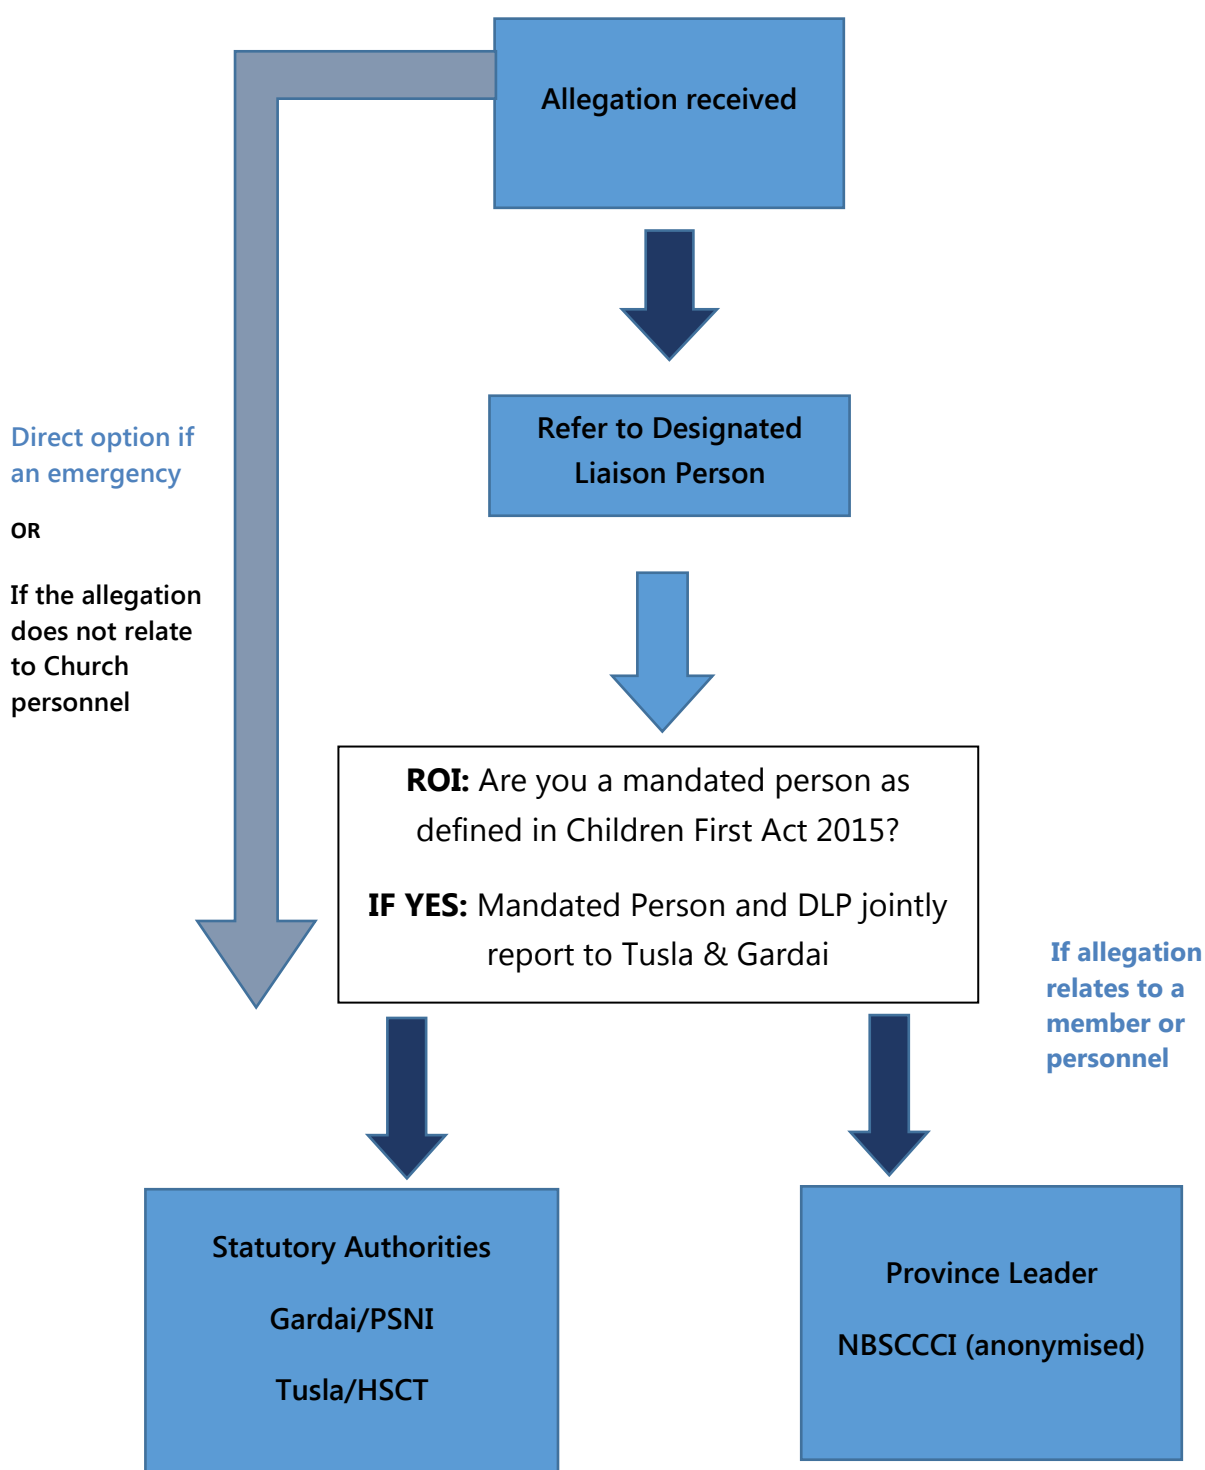 Allegation received
Refer to Designated
Liaison Person
Direct option if
an emergency
OR
If the allegation
does not relate
to Church
personnel
ROI: Are you a mandated person as
defined in Children First Act 2015?
IF YES: Mandated Person and DLP jointly
report to Tusla & Gardai
If allegation
relates to a
member or
personnel
Statutory Authorities
Gardai/PSNI
Tusla/HSCT
Province Leader
NBSCCCI (anonymised)